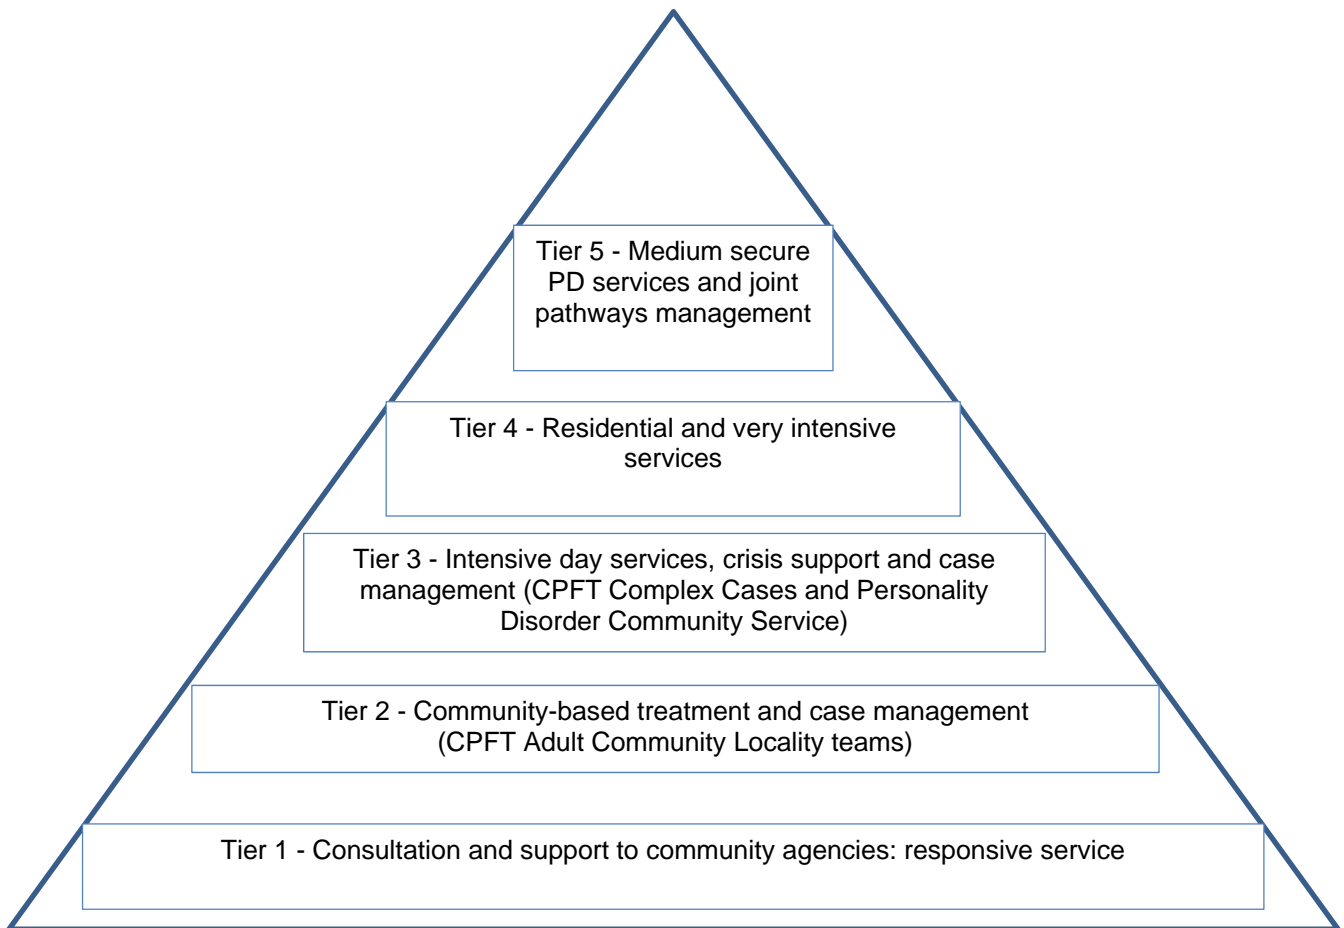 Tier 5 - Medium secure
PD services and joint
pathways management
Tier 4 - Residential and very intensive
services
Tier 3 - Intensive day services, crisis support and case
management (CPFT Complex Cases and Personality
Disorder Community Service)
Tier 2 - Community-based treatment and case management
(CPFT Adult Community Locality teams)
Tier 1 - Consultation and support to community agencies: responsive service